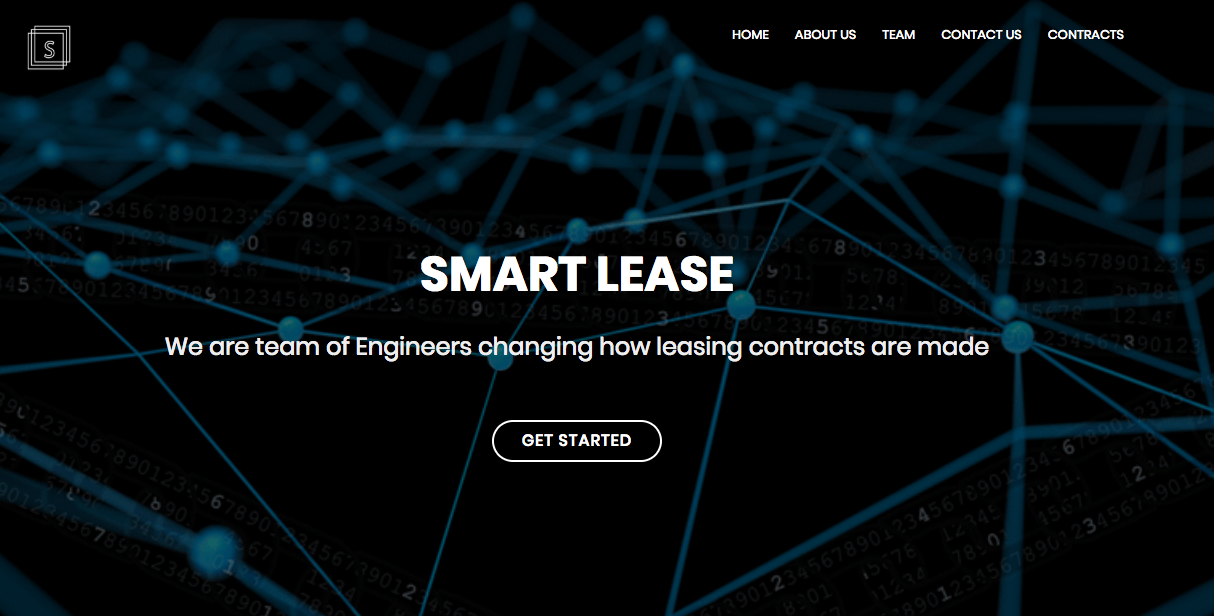 S
HOME ABOUT US TEAM CONTACT US CONTRACTS
SMART LEASE
We are team of Engineers changing how leasing contracts are made
GET STARTED